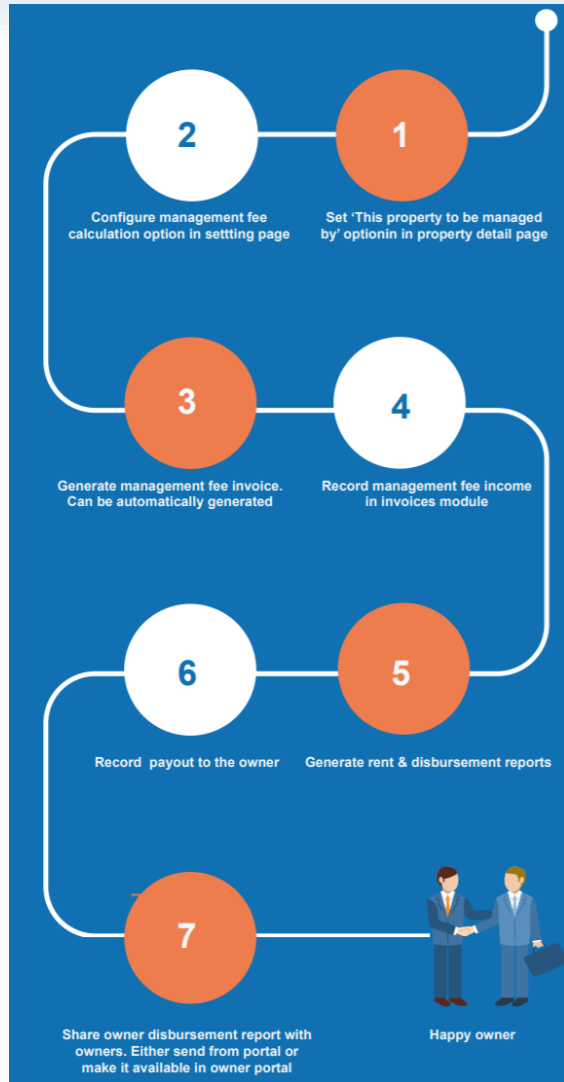 1
Set ‘This property to be managed
by’ optionin in property detail page
2
Configure management fee
calculation option in settting page
3
Generate management fee invoice.
Can be automatically generated
4
Record management fee income
in invoices module
5
Generate rent & disbursement reports
6
Record  payout to the owner
7
Share owner disbursement report with
owners. Either send from portal or
make it available in owner portal
Happy owner